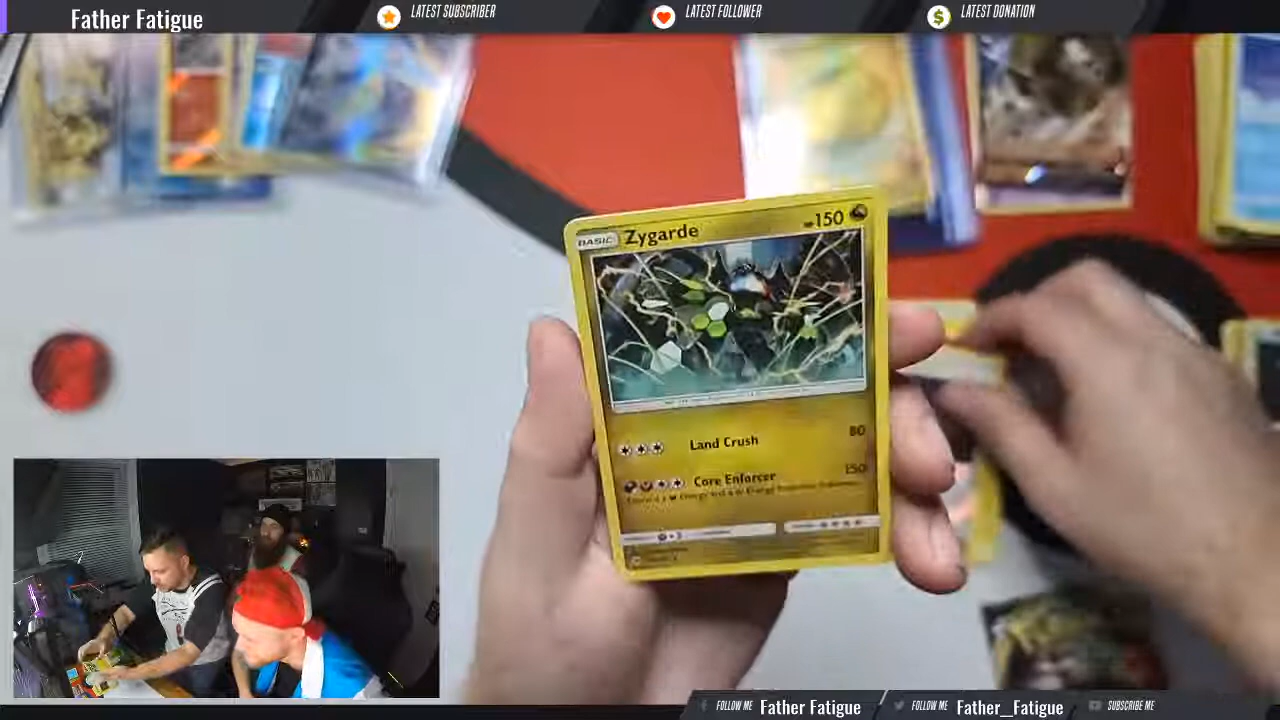 Father Fatigue
LATEST SUBSCRIBER
LATEST FOLLOWER
LATEST DONATION
BASIC Zygarde HP150
Land Crush 80
Core Enforcer 150
FOLLOW ME Father Fatigue
FOLLOW ME Father_Fatigue
SUBSCRIBE ME